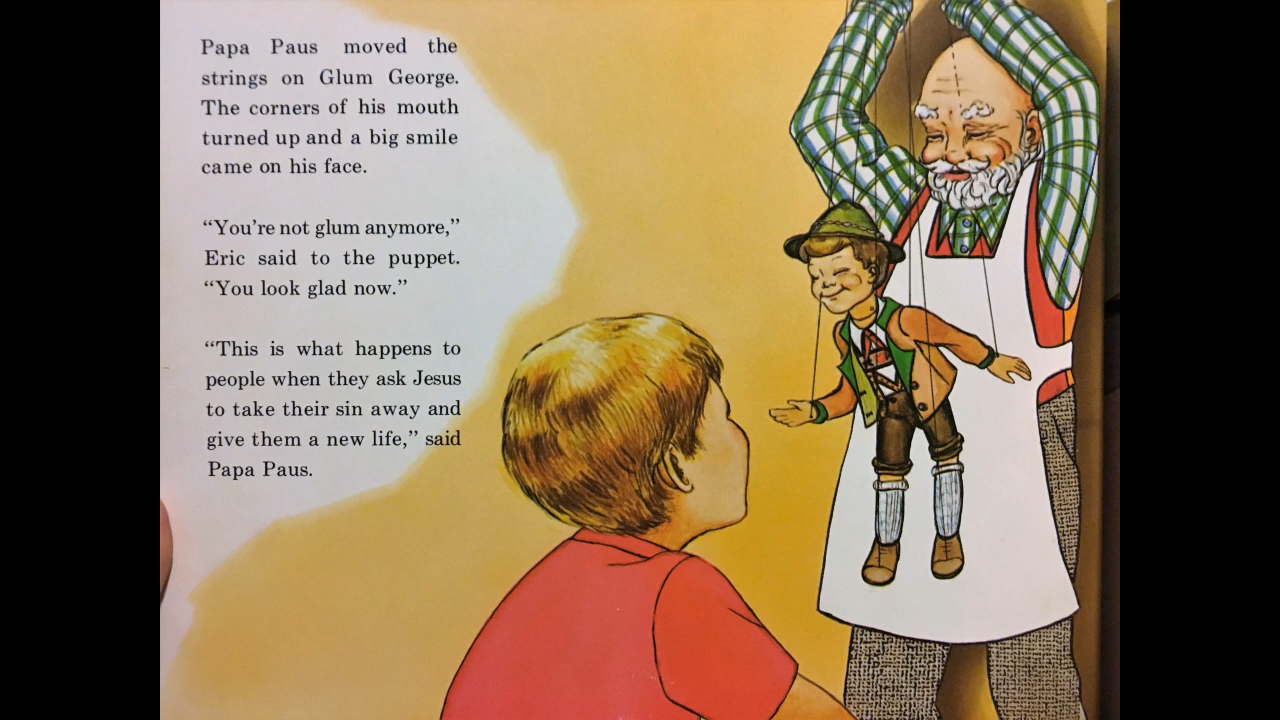 Papa Paus moved the
strings on Glum George.
The corners of his mouth
turned up and a big smile
came on his face.
“You’re not glum anymore,”
Eric said to the puppet.
“You look glad now.”
“This is what happens to
people when they ask Jesus
to take their sin away and
give them a new life,” said
Papa Paus.